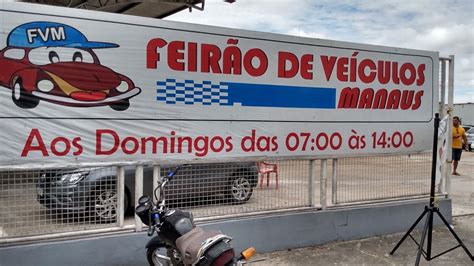 FVM
FEIRÃO DE VEÍCULOS
MANAUS
Aos Domingos das 07:00 às 14:00